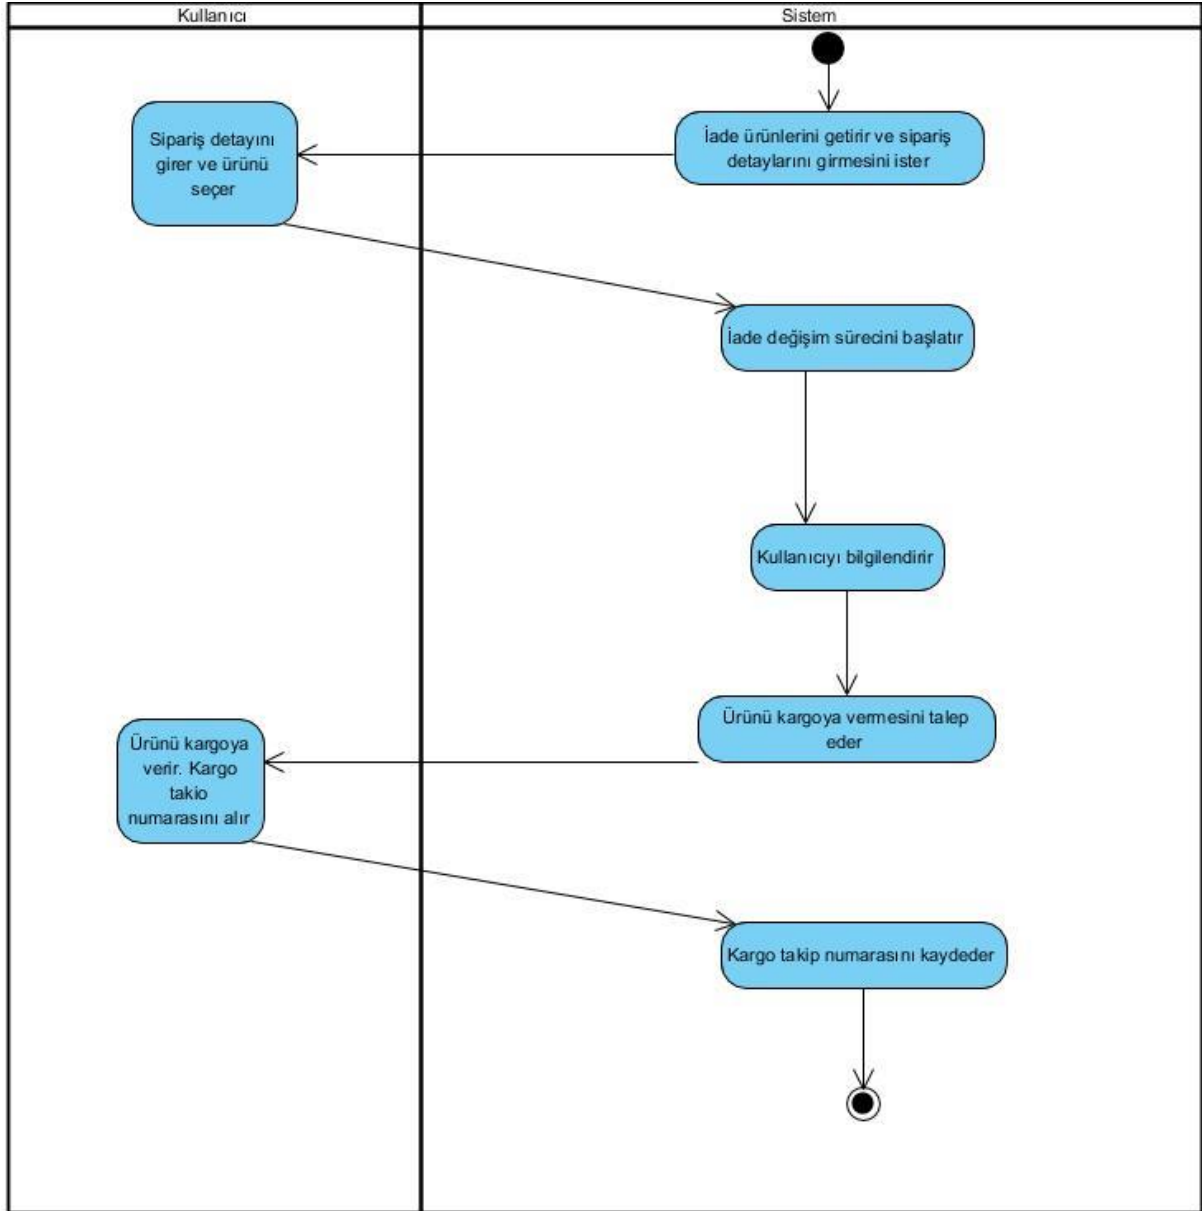 Kullanıcı
Sistem
İade ürünlerini getirir ve sipariş
detaylarını girmesini ister
Sipariş detayını
girer ve ürünü
seçer
İade değişim sürecini başlatır
Kullanıcıyı bilgilendirir
Ürünü kargoya vermesini talep
eder
Ürünü kargoya
verir. Kargo
takio
numarasını alır
Kargo takip numarasını kaydeder